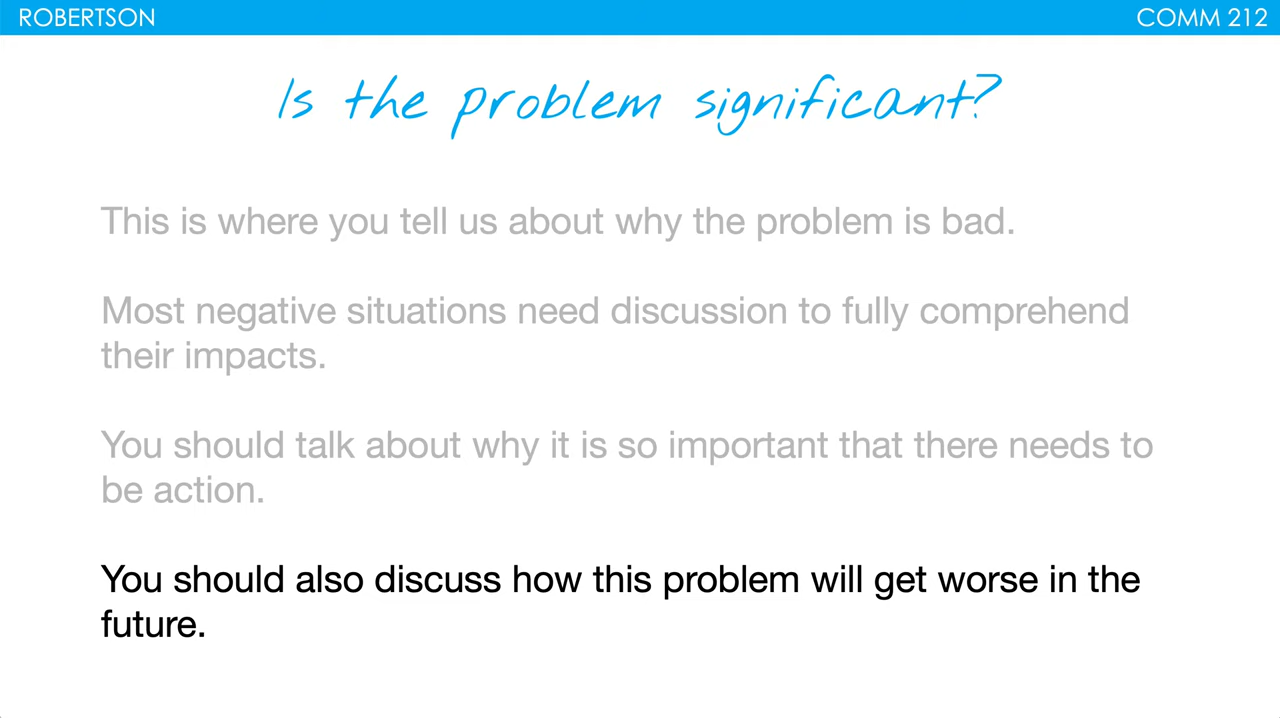 ROBERTSON
COMM 212
Is the problem significant?
This is where you tell us about why the problem is bad.
Most negative situations need discussion to fully comprehend
their impacts.
You should talk about why it is so important that there needs to
be action.
You should also discuss how this problem will get worse in the
future.